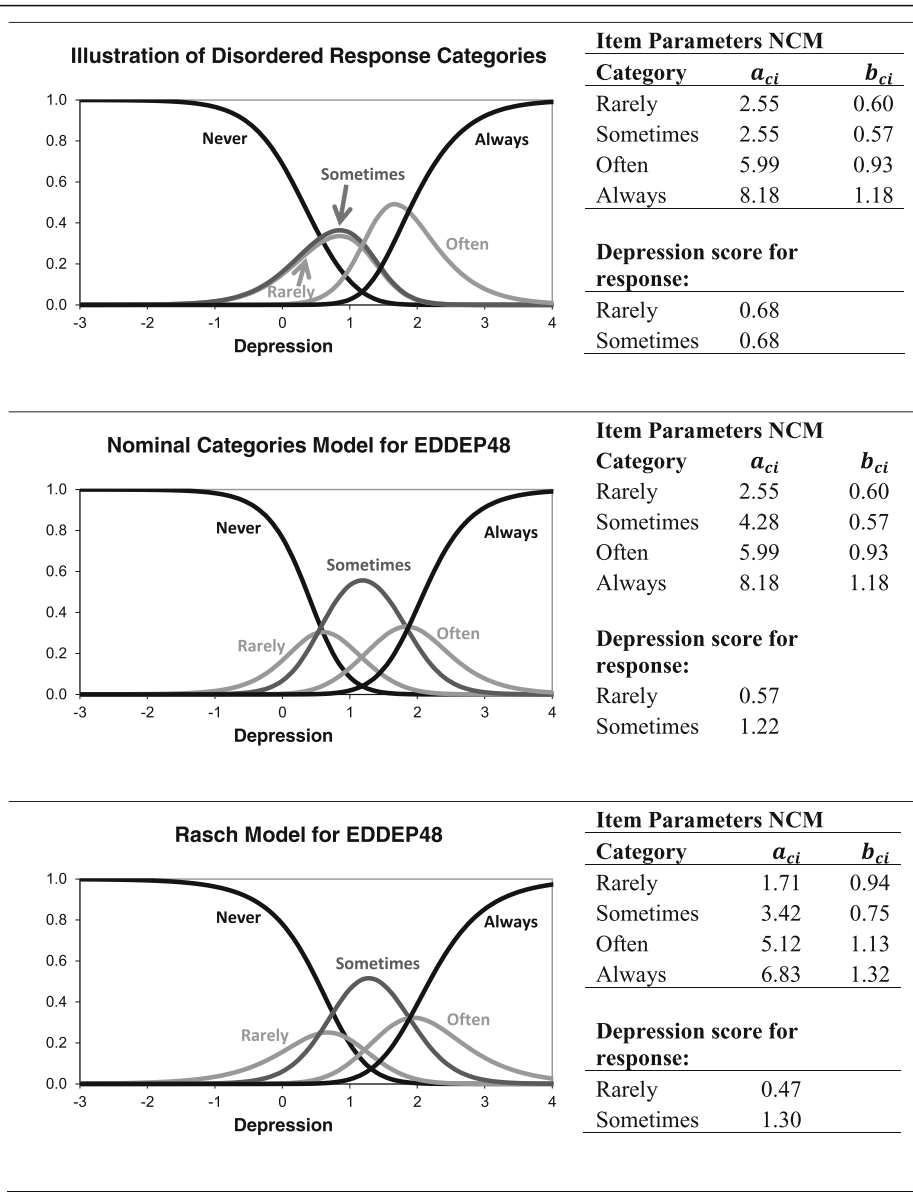 Illustration of Disordered Response Categories
1.0
0.8
0.6
0.4
0.2
0.0
Never
Always
Sometimes
Often
Rarely
-3 -2 -1 0 1 2 3 4
Depression
Item Parameters NCM
Category a_ci b_ci
Rarely 2.55 0.60
Sometimes 2.55 0.57
Often 5.99 0.93
Always 8.18 1.18
Depression score for
response:
Rarely 0.68
Sometimes 0.68
Nominal Categories Model for EDDEP48
1.0
0.8
0.6
0.4
0.2
0.0
Never
Always
Sometimes
Rarely
Often
-3 -2 -1 0 1 2 3 4
Depression
Item Parameters NCM
Category a_ci b_ci
Rarely 2.55 0.60
Sometimes 4.28 0.57
Often 5.99 0.93
Always 8.18 1.18
Depression score for
response:
Rarely 0.57
Sometimes 1.22
Rasch Model for EDDEP48
1.0
0.8
0.6
0.4
0.2
0.0
Never
Always
Sometimes
Often
Rarely
-3 -2 -1 0 1 2 3 4
Depression
Item Parameters NCM
Category a_ci b_ci
Rarely 1.71 0.94
Sometimes 3.42 0.75
Often 5.12 1.13
Always 6.83 1.32
Depression score for
response:
Rarely 0.47
Sometimes 1.30